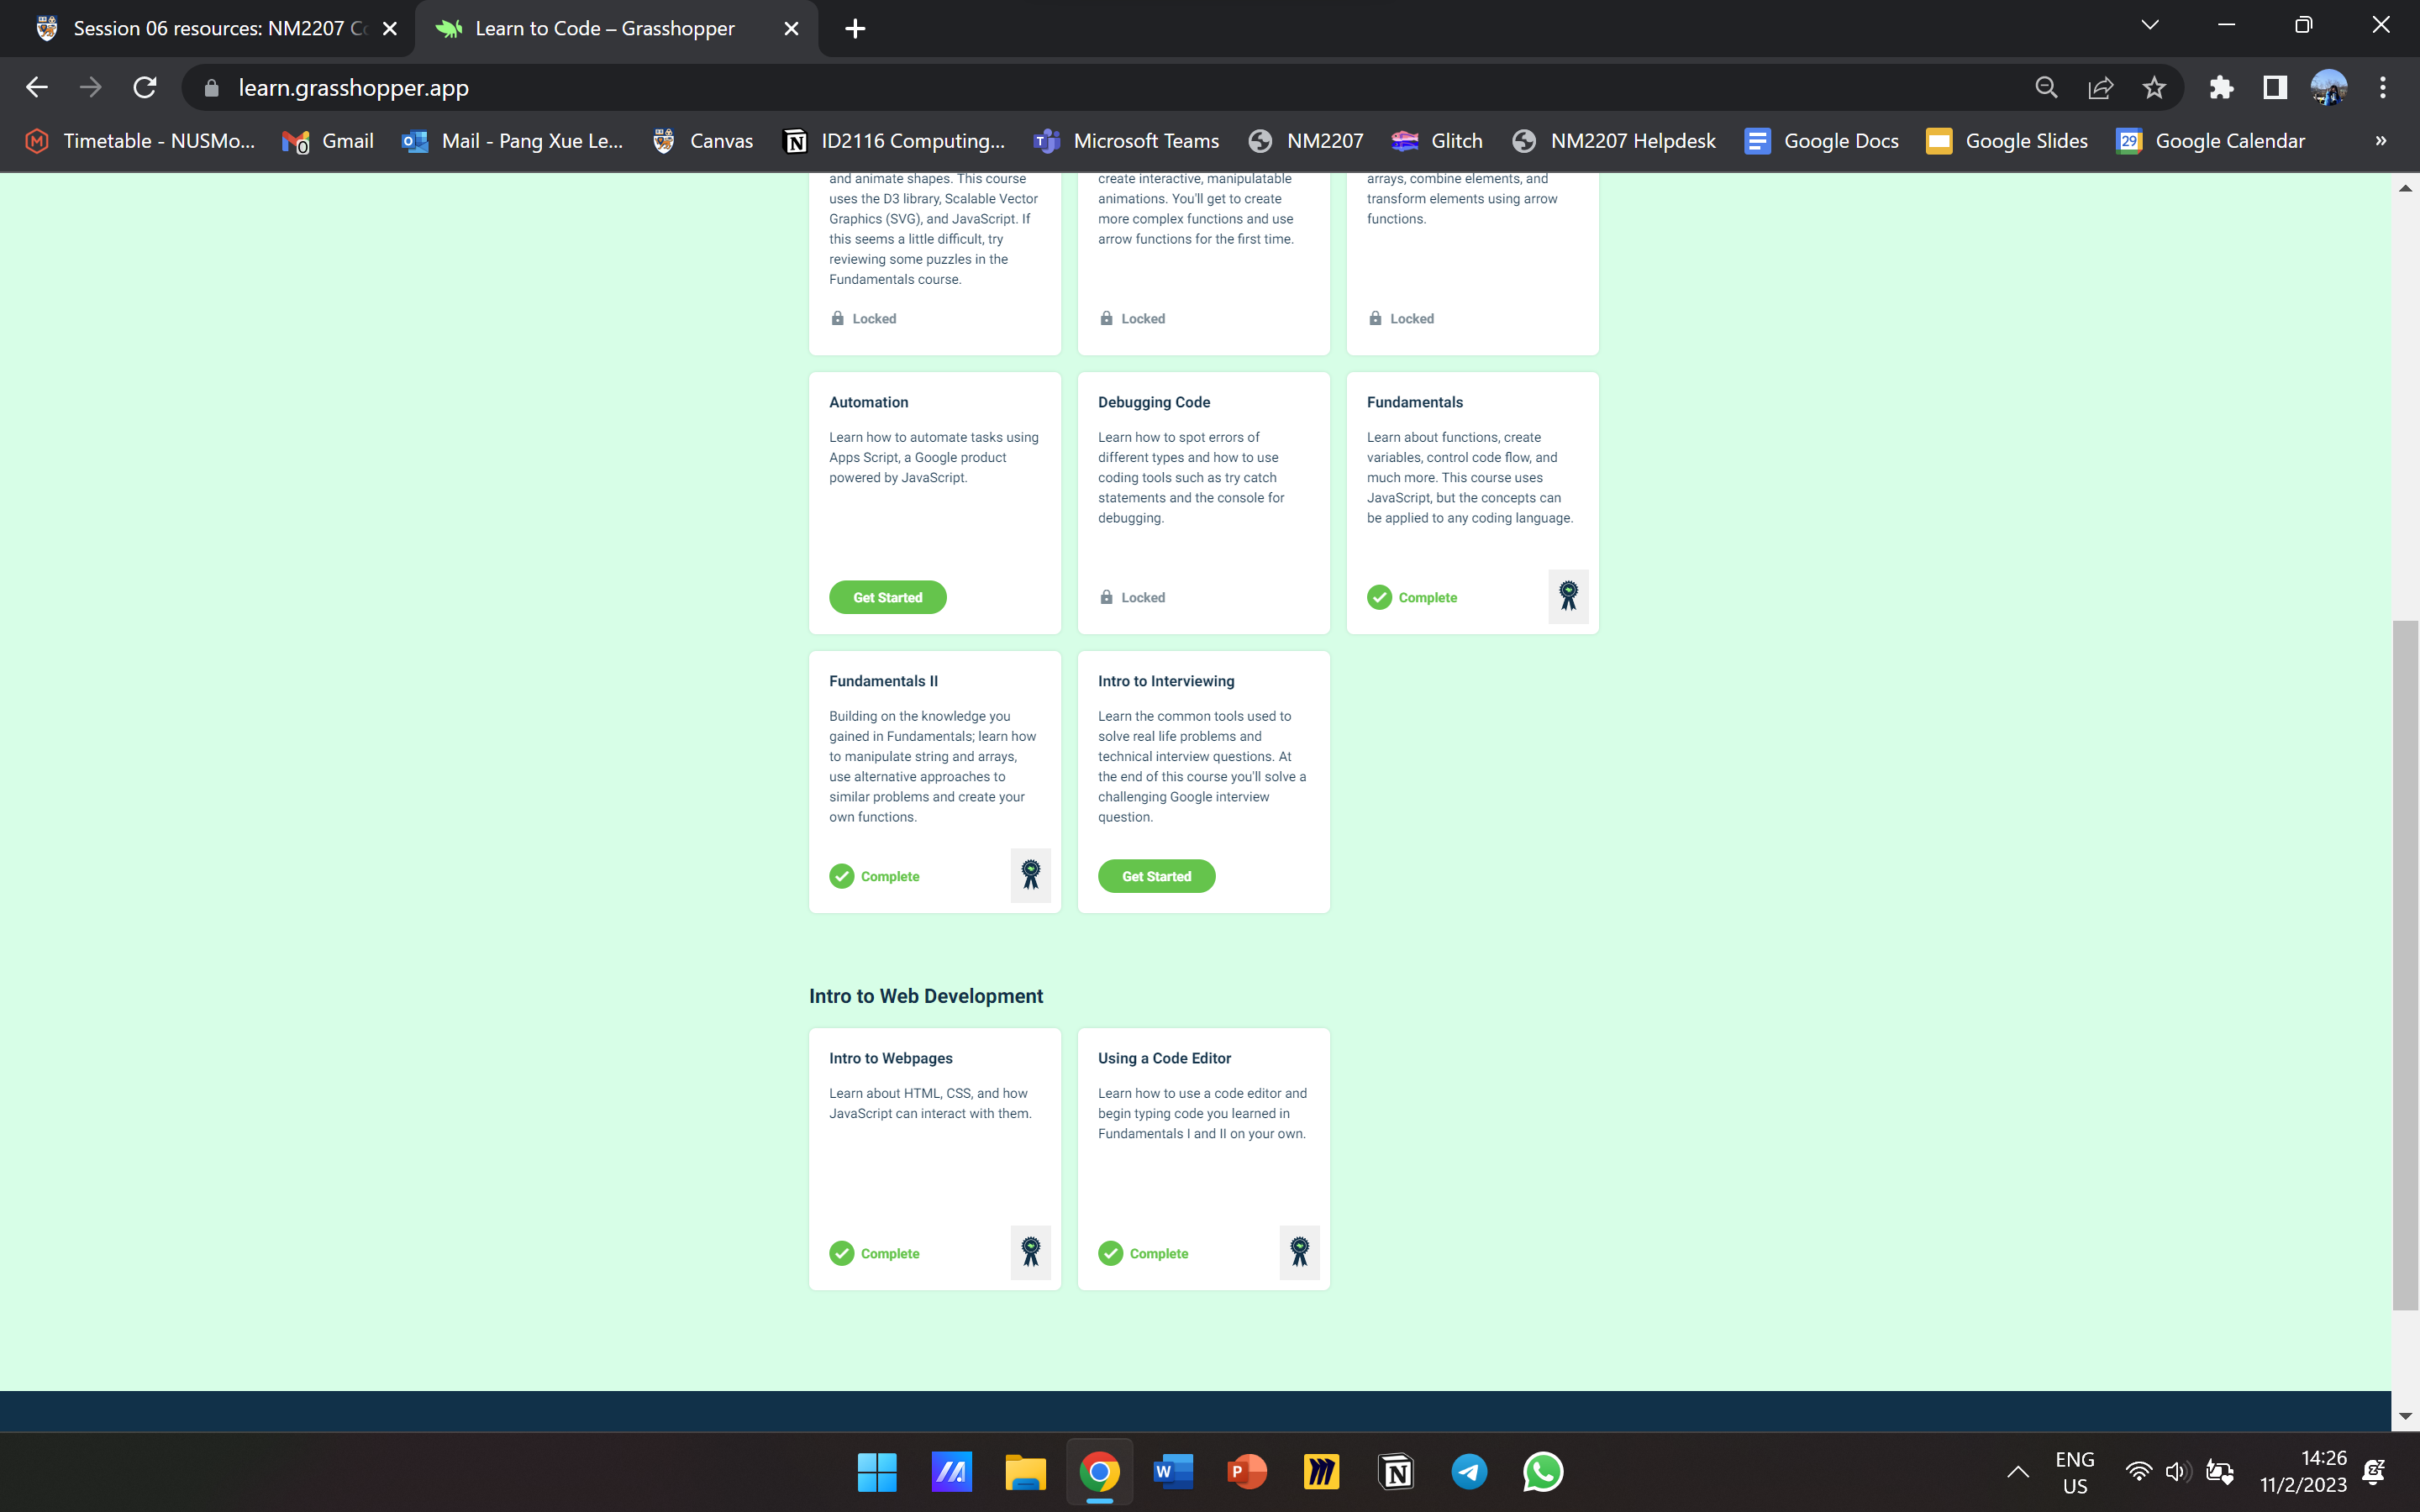 Session 06 resources: NM2207 Co
Learn to Code – Grasshopper
learn.grasshopper.app
Timetable - NUSMo...
Gmail
Mail - Pang Xue Le...
Canvas
ID2116 Computing...
Microsoft Teams
NM2207
Glitch
NM2207 Helpdesk
Google Docs
Google Slides
29
Google Calendar
»
and animate shapes. This course
uses the D3 library, Scalable Vector
Graphics (SVG), and JavaScript. If
this seems a little difficult, try
reviewing some puzzles in the
Fundamentals course.
Locked
create interactive, manipulatable
animations. You'll get to create
more complex functions and use
arrow functions for the first time.
Locked
arrays, combine elements, and
transform elements using arrow
functions.
Locked
Automation
Learn how to automate tasks using
Apps Script, a Google product
powered by JavaScript.
Get Started
Debugging Code
Learn how to spot errors of
different types and how to use
coding tools such as try catch
statements and the console for
debugging.
Locked
Fundamentals
Learn about functions, create
variables, control code flow, and
much more. This course uses
JavaScript, but the concepts can
be applied to any coding language.
Complete
Fundamentals II
Building on the knowledge you
gained in Fundamentals; learn how
to manipulate string and arrays,
use alternative approaches to
similar problems and create your
own functions.
Complete
Intro to Interviewing
Learn the common tools used to
solve real life problems and
technical interview questions. At
the end of this course you'll solve a
challenging Google interview
question.
Get Started
Intro to Web Development
Intro to Webpages
Learn about HTML, CSS, and how
JavaScript can interact with them.
Complete
Using a Code Editor
Learn how to use a code editor and
begin typing code you learned in
Fundamentals I and II on your own.
Complete
ENG
US
14:26
11/2/2023